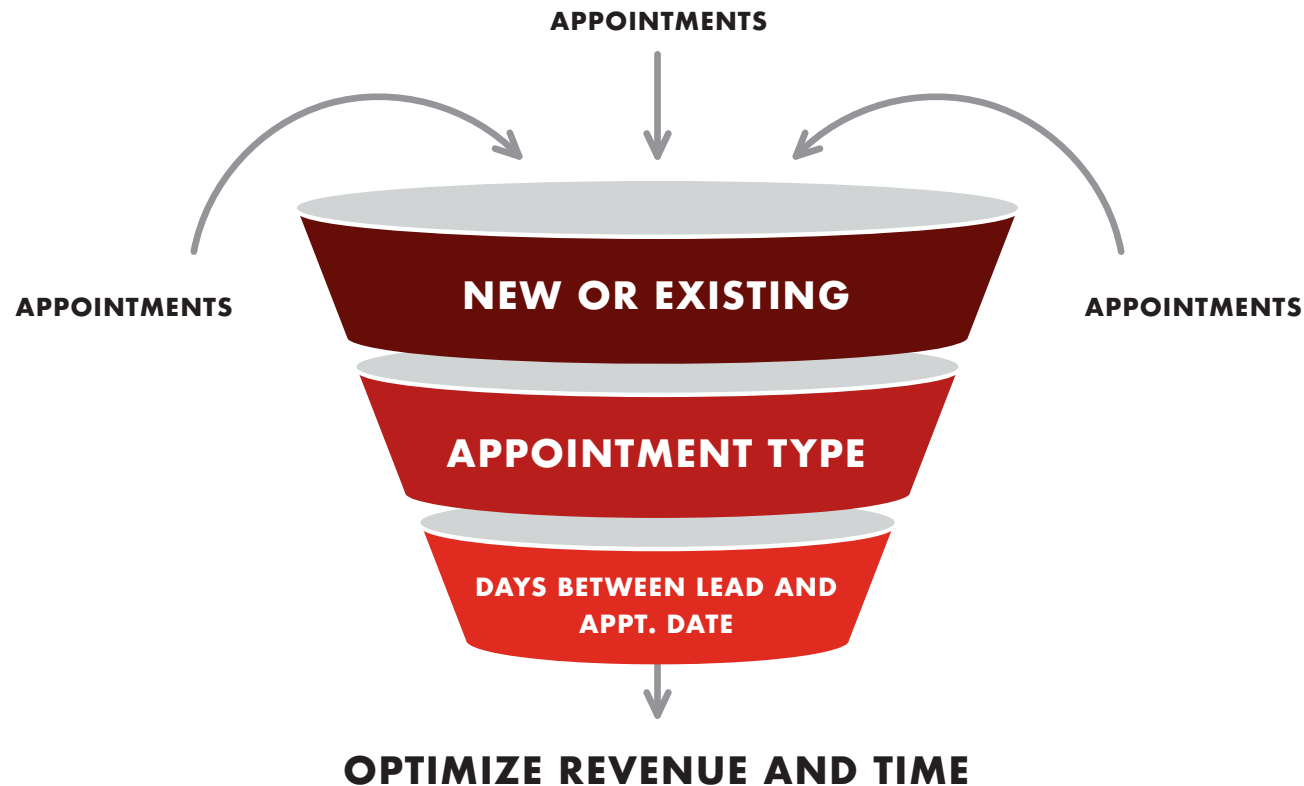 APPOINTMENTS
APPOINTMENTS
APPOINTMENTS
NEW OR EXISTING
APPOINTMENT TYPE
DAYS BETWEEN LEAD AND
APPT. DATE
OPTIMIZE REVENUE AND TIME